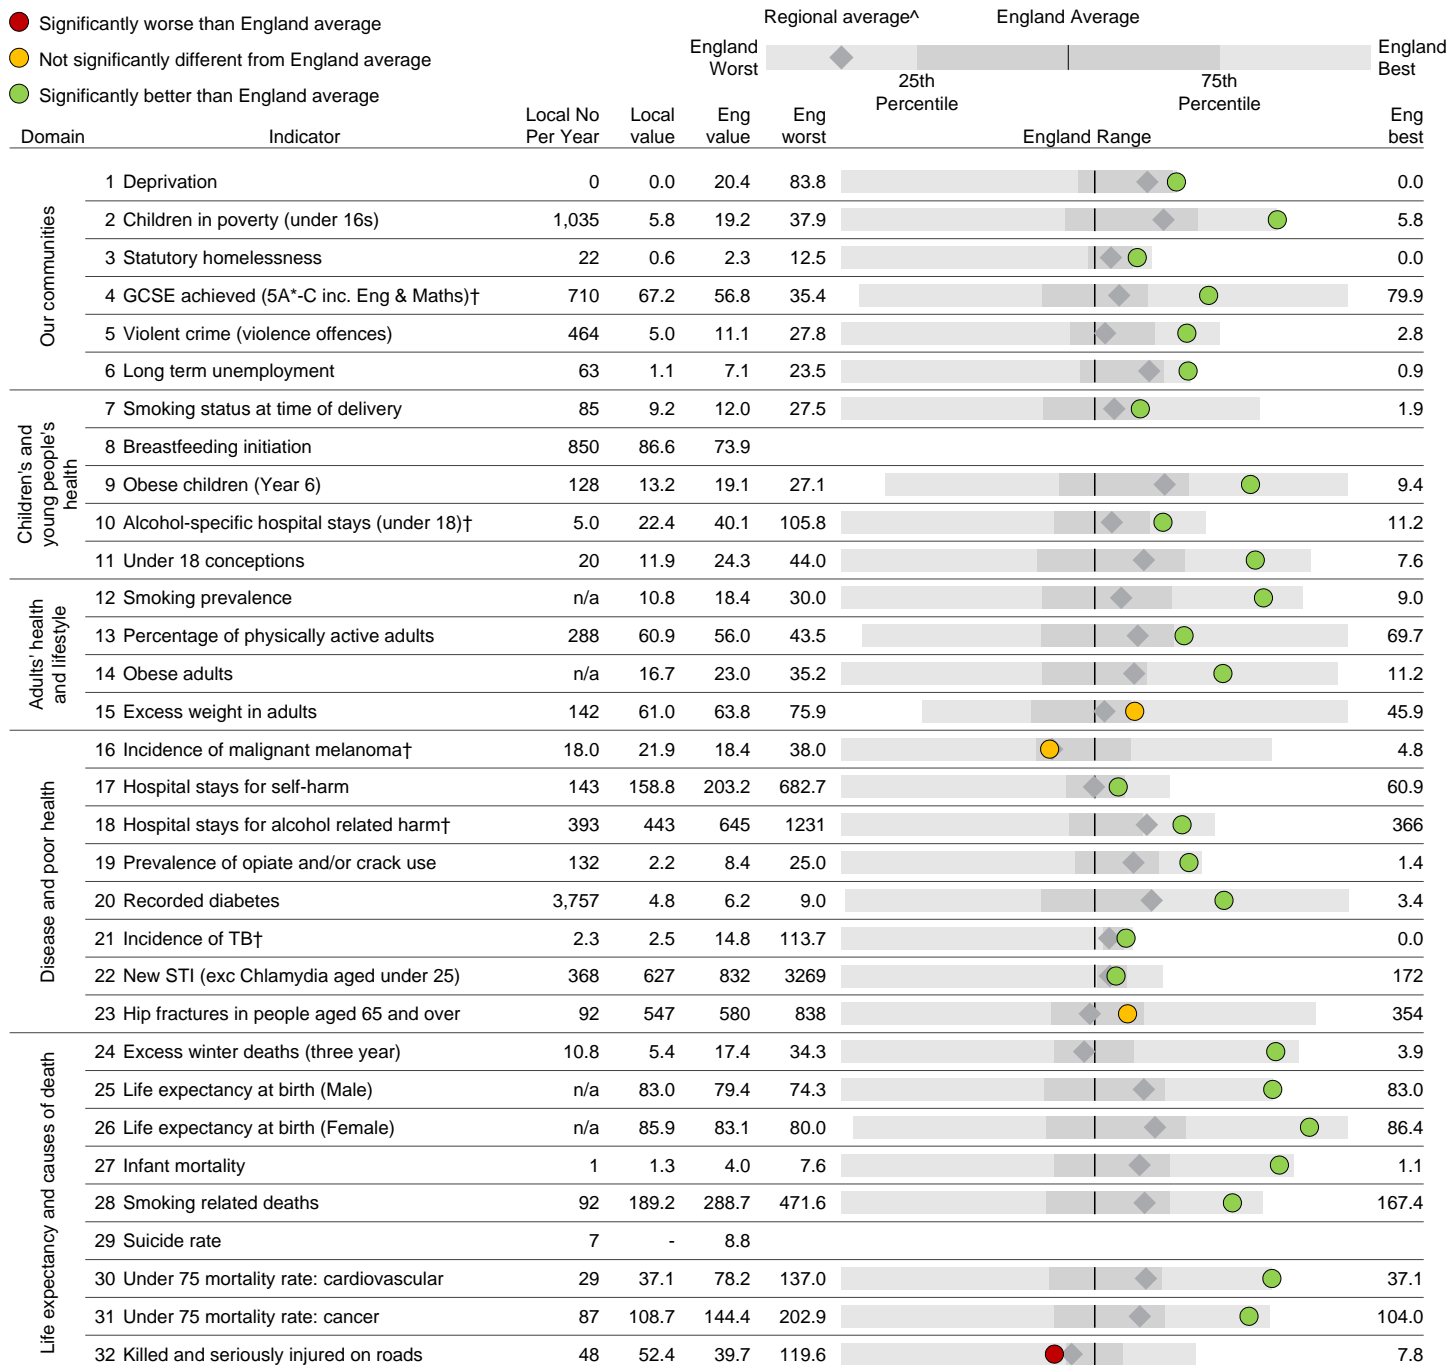 Significantly worse than England average
Not significantly different from England average
Significantly better than England average
Regional average^ England Average
England Worst
England Best
25th Percentile
75th Percentile
Domain Indicator Local No Per Year Local value Eng value Eng worst England Range Eng best
Our communities
1 Deprivation 0 0.0 20.4 83.8 0.0
2 Children in poverty (under 16s) 1,035 5.8 19.2 37.9 5.8
3 Statutory homelessness 22 0.6 2.3 12.5 0.0
4 GCSE achieved (5A*-C inc. Eng & Maths)† 710 67.2 56.8 35.4 79.9
5 Violent crime (violence offences) 464 5.0 11.1 27.8 2.8
6 Long term unemployment 63 1.1 7.1 23.5 0.9
Children's and young people's health
7 Smoking status at time of delivery 85 9.2 12.0 27.5 1.9
8 Breastfeeding initiation 850 86.6 73.9
9 Obese children (Year 6) 128 13.2 19.1 27.1 9.4
10 Alcohol-specific hospital stays (under 18)† 5.0 22.4 40.1 105.8 11.2
11 Under 18 conceptions 20 11.9 24.3 44.0 7.6
Adults' health and lifestyle
12 Smoking prevalence n/a 10.8 18.4 30.0 9.0
13 Percentage of physically active adults 288 60.9 56.0 43.5 69.7
14 Obese adults n/a 16.7 23.0 35.2 11.2
15 Excess weight in adults 142 61.0 63.8 75.9 45.9
Disease and poor health
16 Incidence of malignant melanoma† 18.0 21.9 18.4 38.0 4.8
17 Hospital stays for self-harm 143 158.8 203.2 682.7 60.9
18 Hospital stays for alcohol related harm† 393 443 645 1231 366
19 Prevalence of opiate and/or crack use 132 2.2 8.4 25.0 1.4
20 Recorded diabetes 3,757 4.8 6.2 9.0 3.4
21 Incidence of TB† 2.3 2.5 14.8 113.7 0.0
22 New STI (exc Chlamydia aged under 25) 368 627 832 3269 172
23 Hip fractures in people aged 65 and over 92 547 580 838 354
Life expectancy and causes of death
24 Excess winter deaths (three year) 10.8 5.4 17.4 34.3 3.9
25 Life expectancy at birth (Male) n/a 83.0 79.4 74.3 83.0
26 Life expectancy at birth (Female) n/a 85.9 83.1 80.0 86.4
27 Infant mortality 1 1.3 4.0 7.6 1.1
28 Smoking related deaths 92 189.2 288.7 471.6 167.4
29 Suicide rate 7 - 8.8
30 Under 75 mortality rate: cardiovascular 29 37.1 78.2 137.0 37.1
31 Under 75 mortality rate: cancer 87 108.7 144.4 202.9 104.0
32 Killed and seriously injured on roads 48 52.4 39.7 119.6 7.8